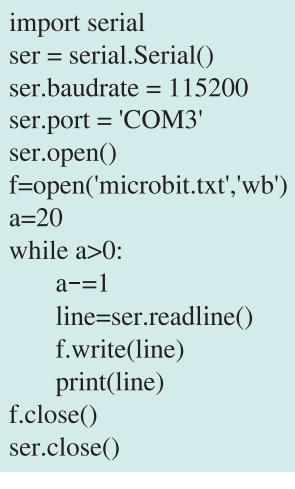 import serial
ser = serial.Serial()
ser.baudrate = 115200
ser.port = 'COM3'
ser.open()
f=open('microbit.txt','wb')
a=20
while a>0:
    a-=1
    line=ser.readline()
    f.write(line)
    print(line)
f.close()
ser.close()